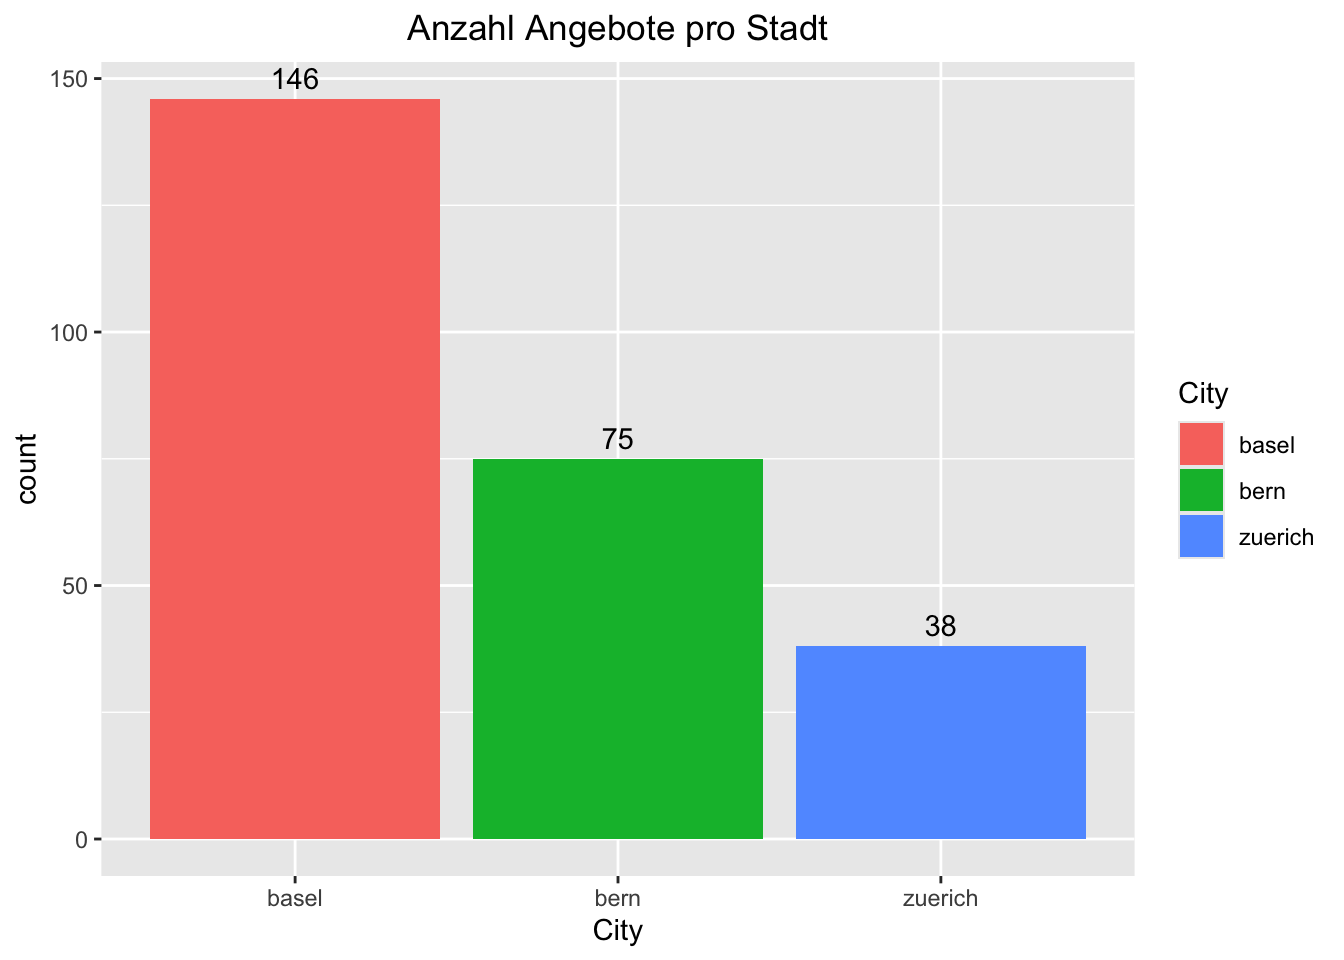 Anzahl Angebote pro Stadt
150
100
50
0
count
146
75
38
basel
bern
zuerich
City
City
basel
bern
zuerich